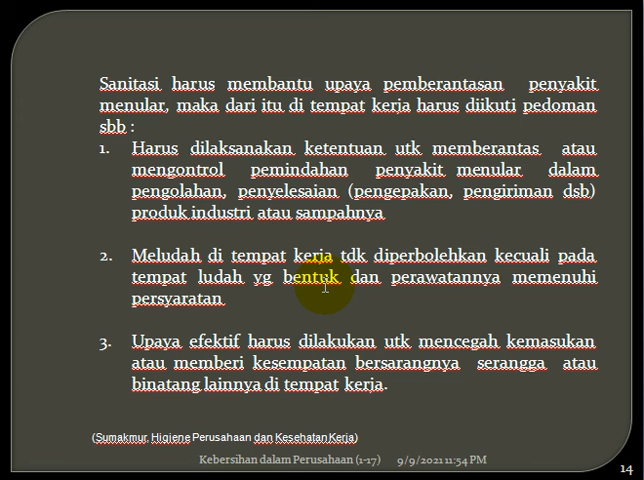 Sanitasi harus membantu upaya pemberantasan penyakit
menular, maka dari itu di tempat kerja harus diikuti pedoman
sbb :
1. Harus dilaksanakan ketentuan utk memberantas atau
mengontrol pemindahan penyakit menular dalam
pengolahan, penyelesaian (pengepakan, pengiriman dsb)
produk industri atau sampahnya
2. Meludah di tempat kerja tdk diperbolehkan kecuali pada
tempat ludah yg bentuk dan perawatannya memenuhi
persyaratan
3. Upaya efektif harus dilakukan utk mencegah kemasukan
atau memberi kesempatan bersarangnya serangga atau
binatang lainnya di tempat kerja.
(Sumakmur. Higiene Perusahaan dan Kesehatan Kerja)
Kebersihan dalam Perusahaan (1-17) 9/9/2021 11:54 PM
14